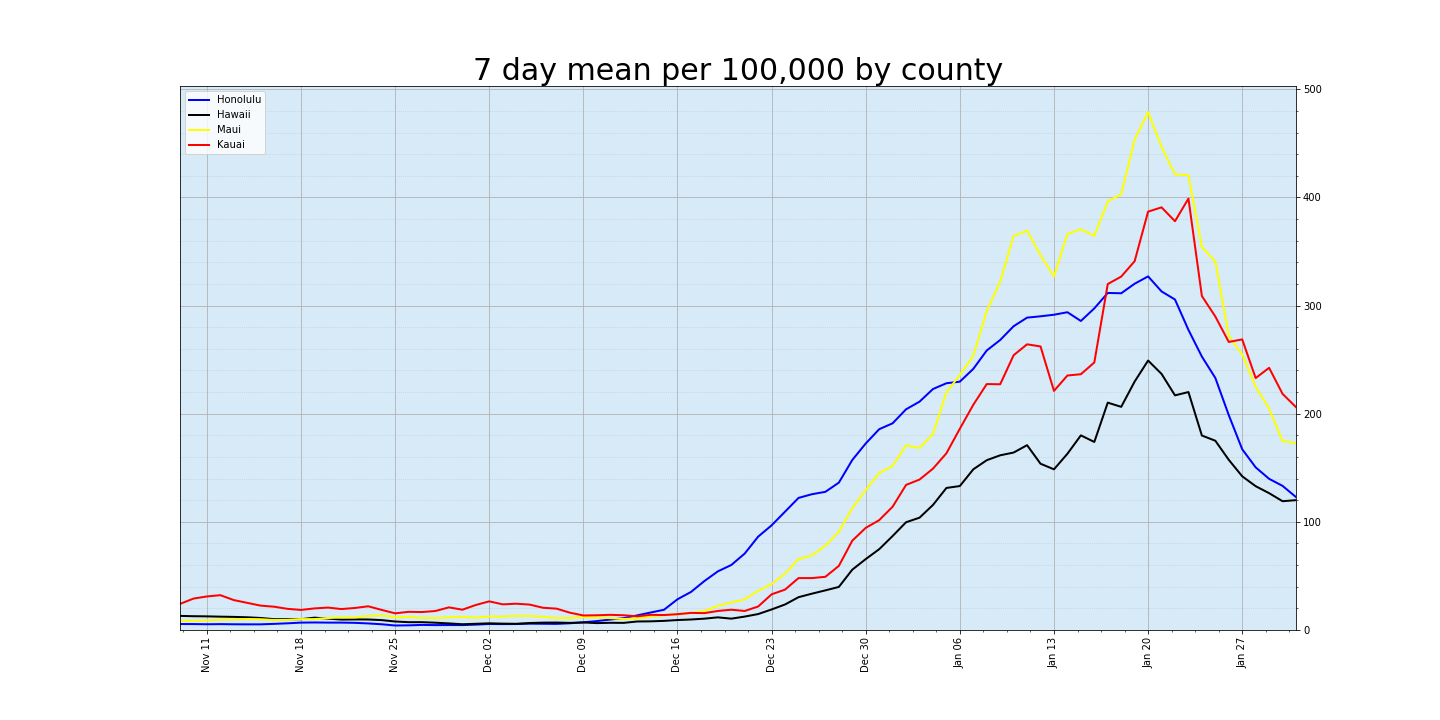 7 day mean per 100,000 by county
Honolulu
Hawaii
Maui
Kauai
500
400
300
200
100
0
Nov 11
Nov 18
Nov 25
Dec 02
Dec 09
Dec 16
Dec 23
Dec 30
Jan 06
Jan 13
Jan 20
Jan 27